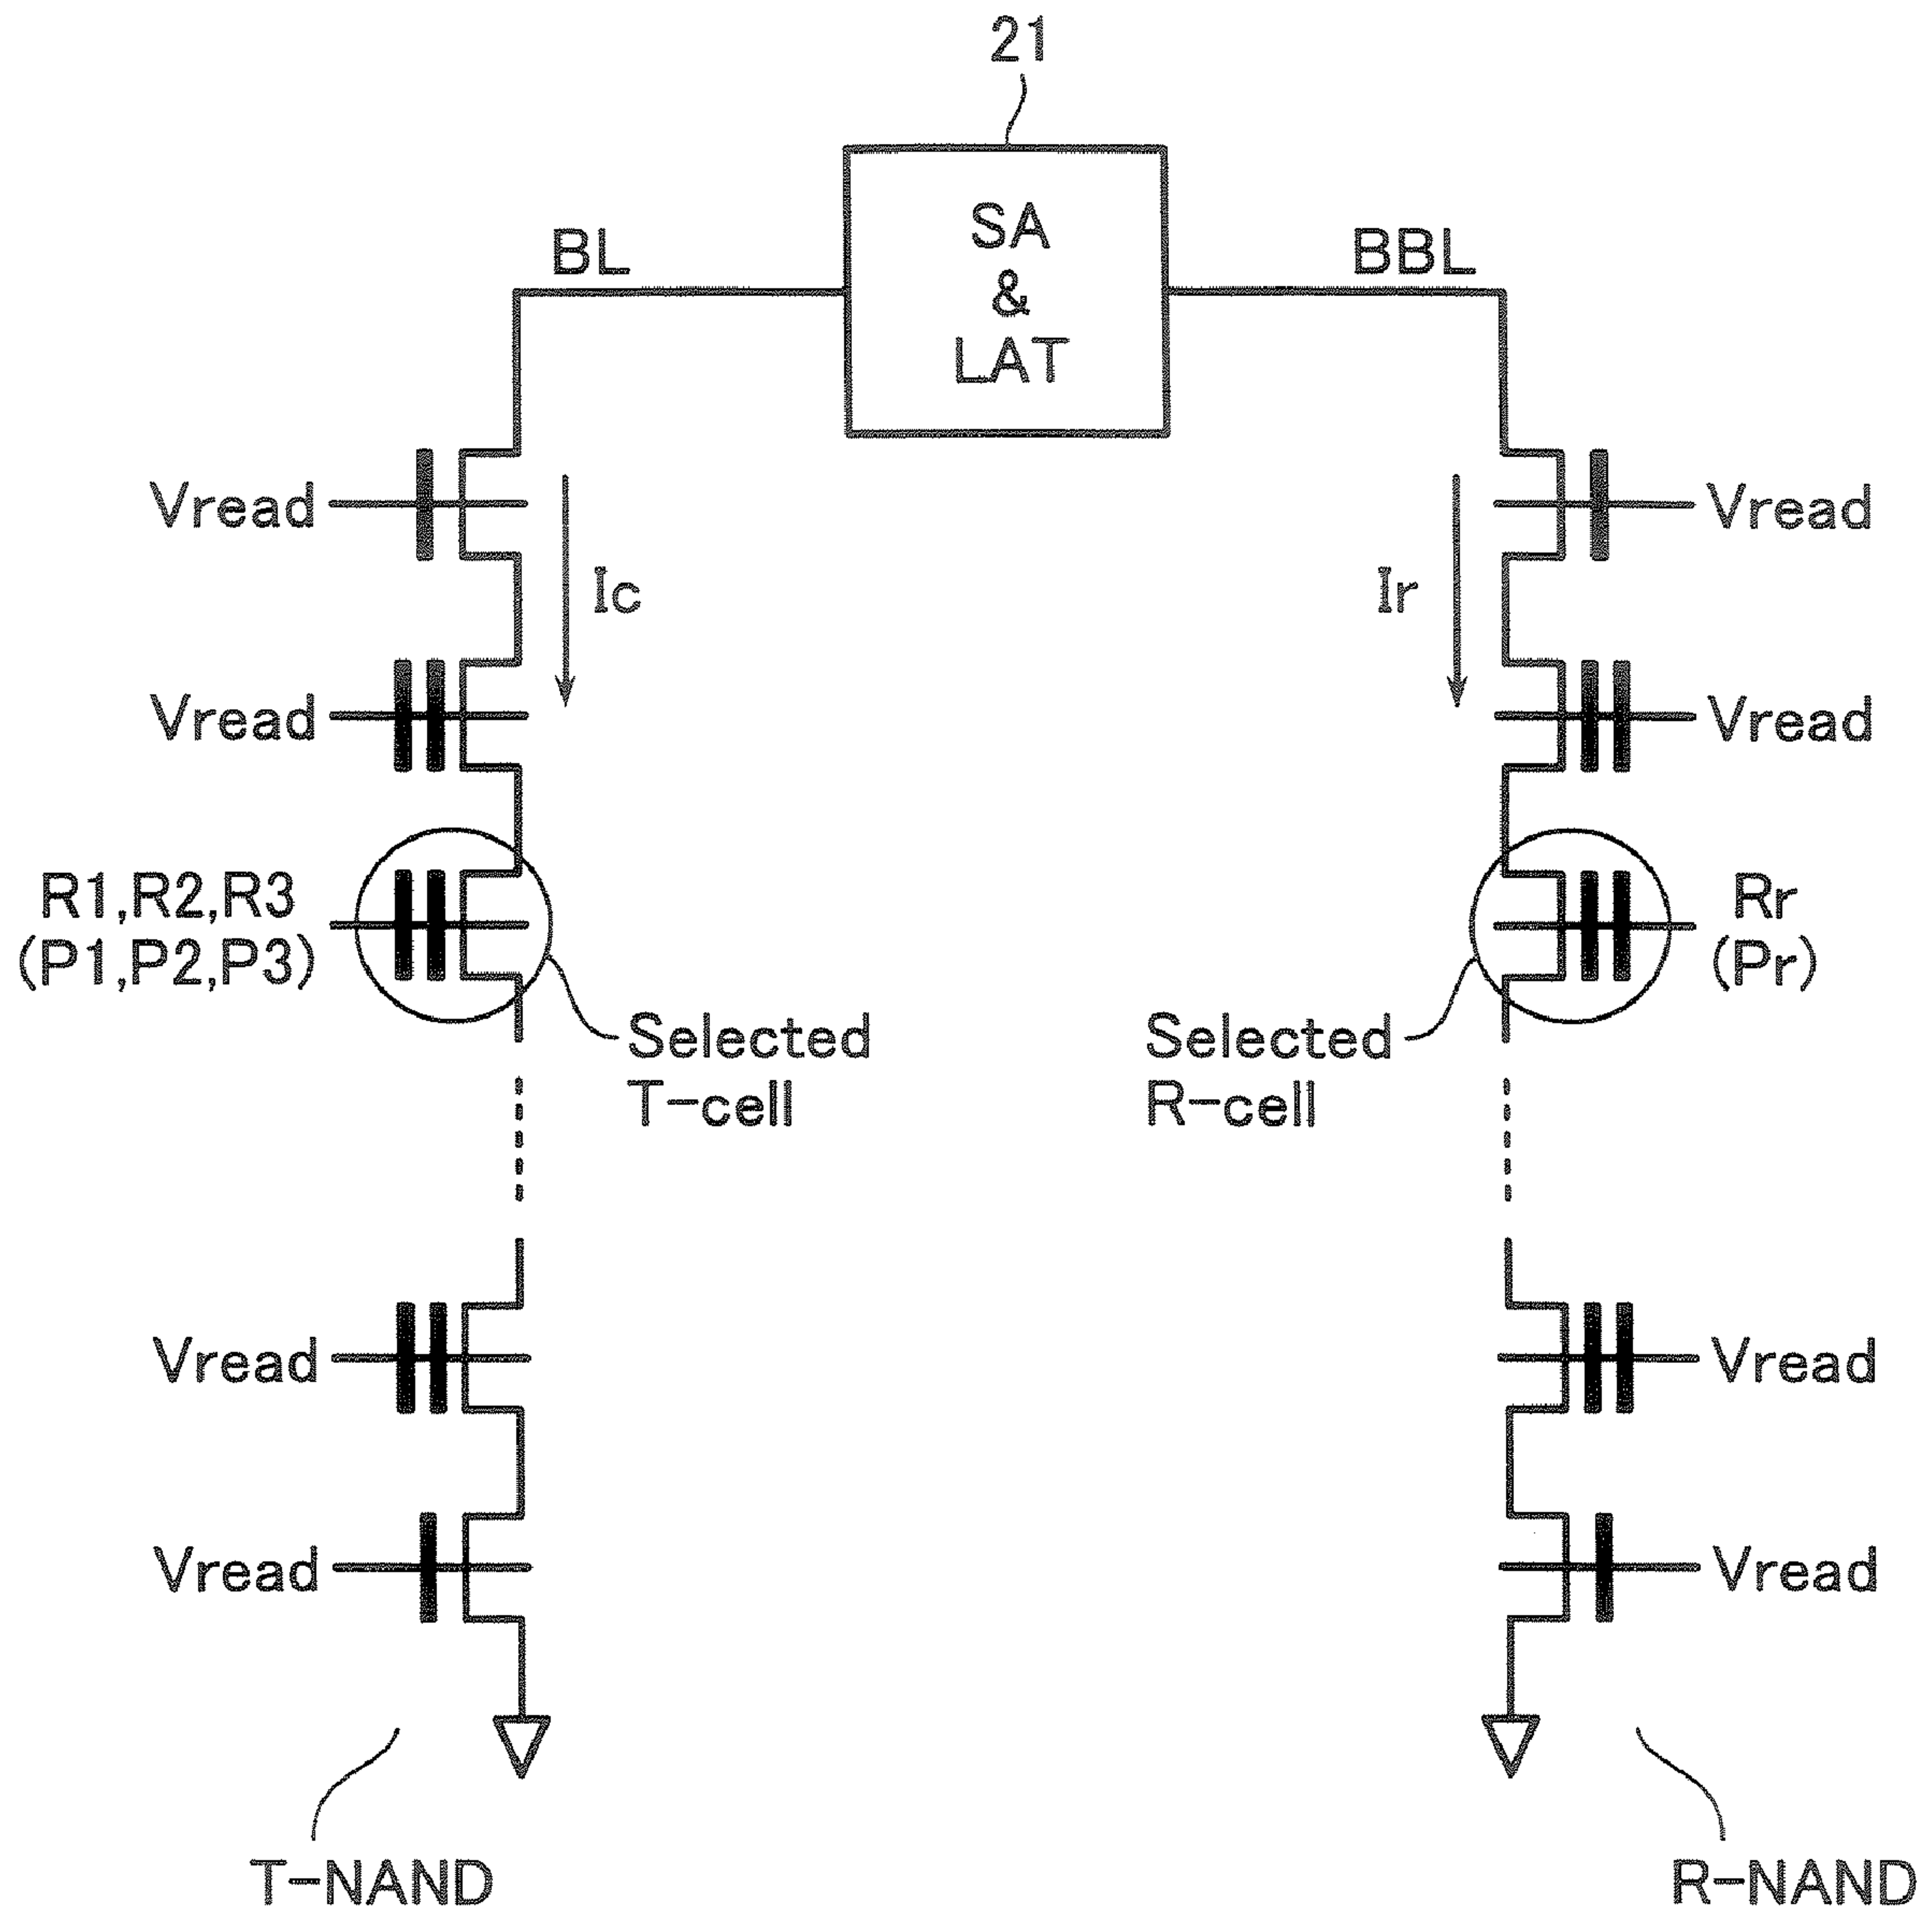 21
SA
&
LAT
BL
BBL
Vread
Ic
Ir
Vread
Vread
Vread
R1,R2,R3
(P1,P2,P3)
Rr
(Pr)
Selected
T-cell
Selected
R-cell
Vread
Vread
Vread
Vread
T-NAND
R-NAND